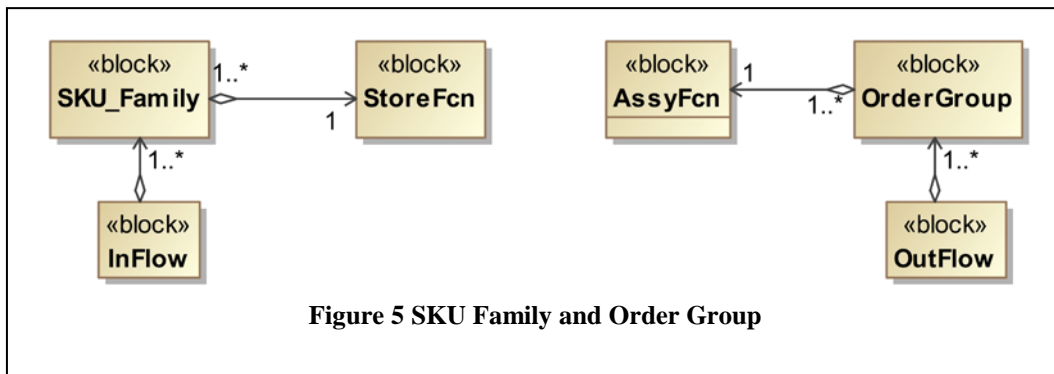 «block»
SKU_Family
1..*
1
«block»
StoreFcn
«block»
AssyFcn
1
1..*
«block»
OrderGroup
1..*
«block»
InFlow
1..*
«block»
OutFlow
Figure 5 SKU Family and Order Group